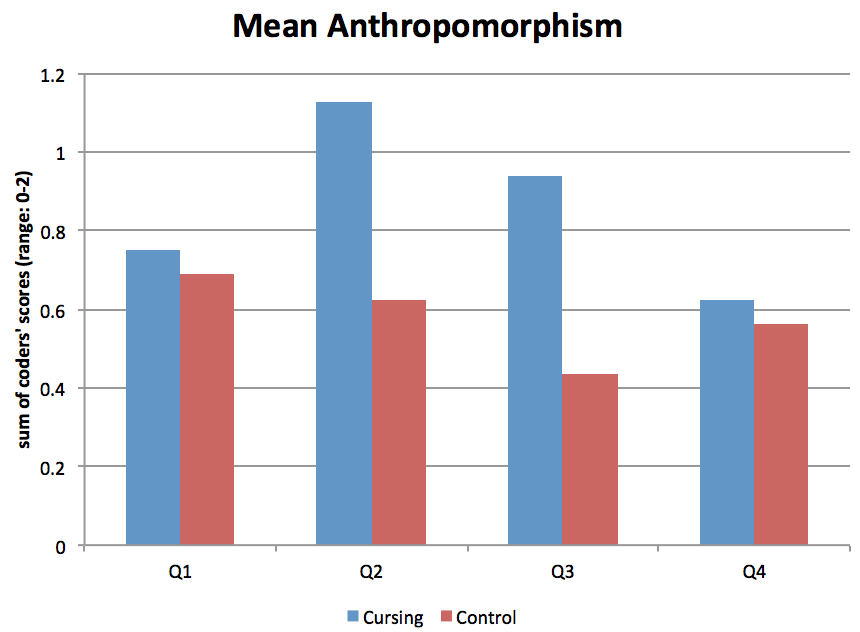 Mean Anthropomorphism
sum of coders' scores (range: 0-2)
1.2
1
0.8
0.6
0.4
0.2
0
Q1 Q2 Q3 Q4
Cursing Control